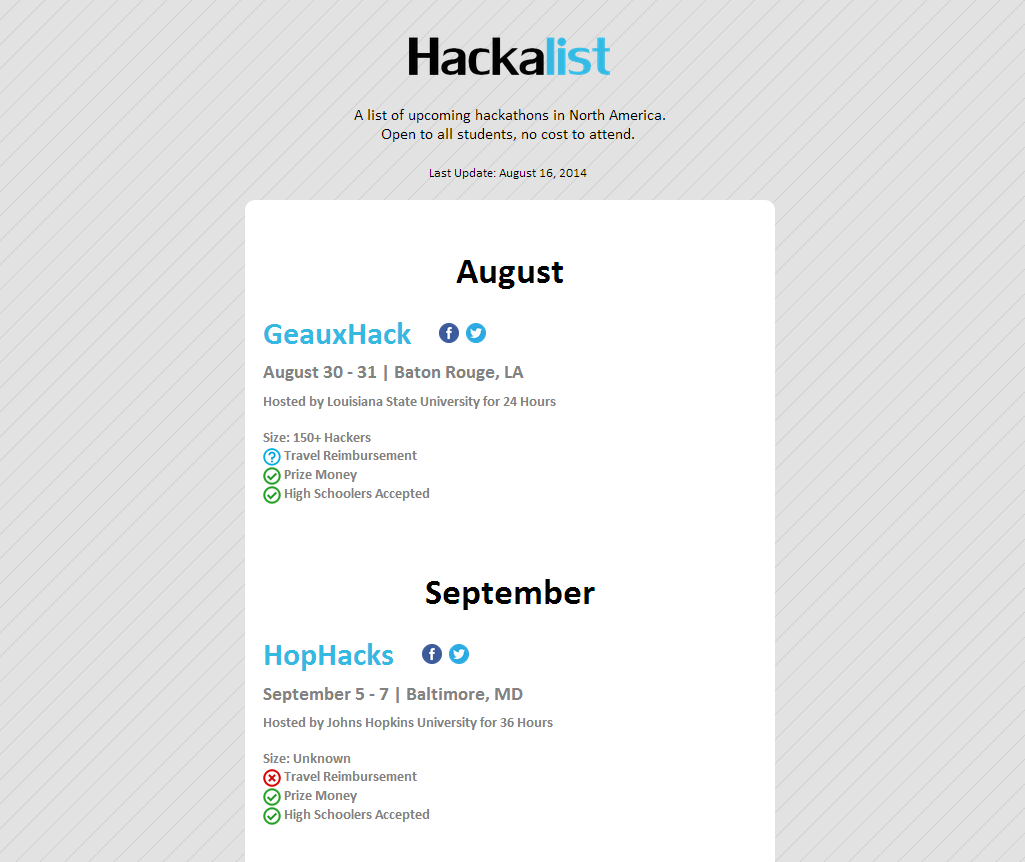 Hackalist
A list of upcoming hackathons in North America.
Open to all students, no cost to attend.
Last Update: August 16, 2014
August
GeauxHack
August 30 - 31 | Baton Rouge, LA
Hosted by Louisiana State University for 24 Hours
Size: 150+ Hackers
Travel Reimbursement
Prize Money
High Schoolers Accepted
September
HopHacks
September 5 - 7 | Baltimore, MD
Hosted by Johns Hopkins University for 36 Hours
Size: Unknown
Travel Reimbursement
Prize Money
High Schoolers Accepted